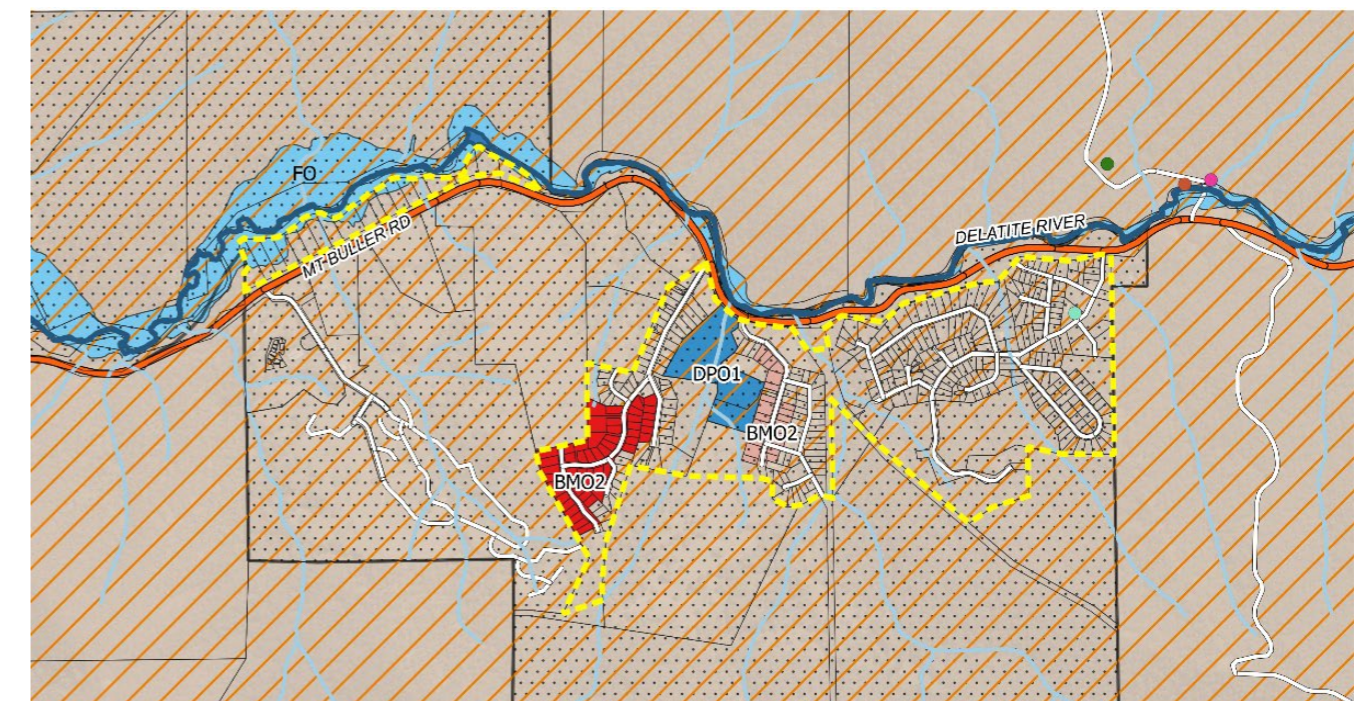 FO
MT BULLER RD
DELATITE RIVER
DPO1
BMO2
BMO2